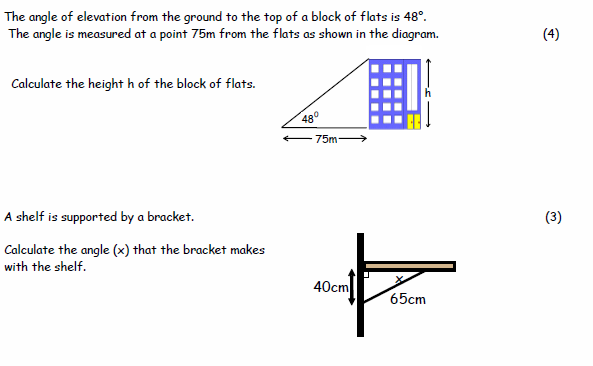 The angle of elevation from the ground to the top of a block of flats is 48°.
The angle is measured at a point 75m from the flats as shown in the diagram. (4)
Calculate the height h of the block of flats.
h
48⁰
75m
A shelf is supported by a bracket. (3)
Calculate the angle (x) that the bracket makes
with the shelf.
x
40cm
65cm